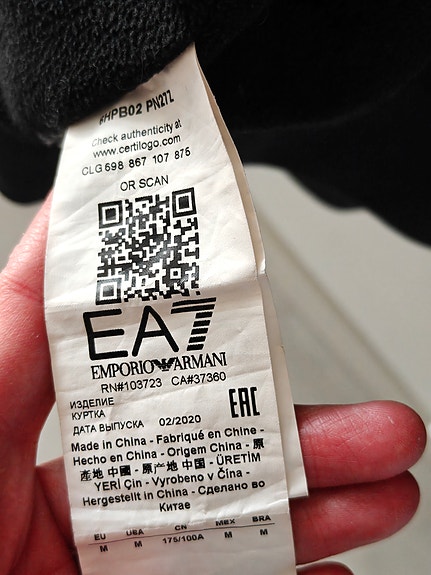 6HPB02 PN27Z
Check authenticity at
www.certilogo.com
CLG 698 867 107 875
OR SCAN
EA7
EMPORIO ARMANI
RN#103723 CA#37360
ИЗДЕЛИЕ
КУРТКА
EAC
ДАТА ВЫПУСКА 02/2020
Made in China - Fabriqué en Chine -
Hecho en China - Origem China - 原
產地 中國 - 原产地 中国 - ÜRETİM
YERİ Çin - Vyrobeno v Čína -
Hergestellt in China - Сделано во
Китае
EU USA CN MEX BRA
M M 175/100A M M